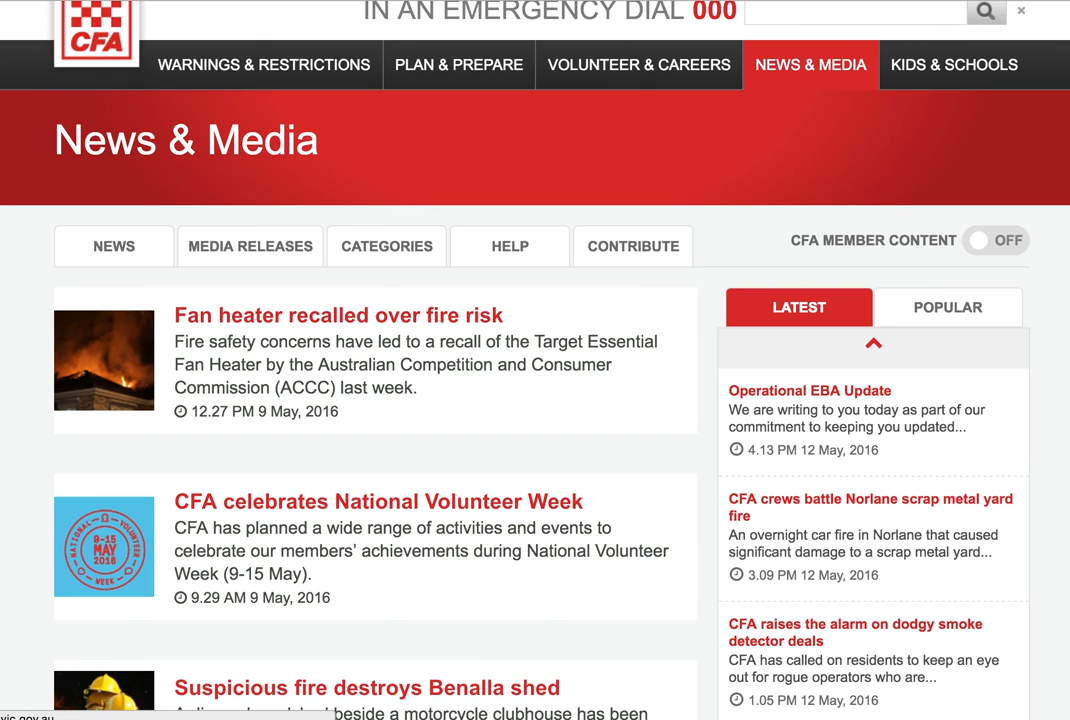 IN AN EMERGENCY DIAL 000
CFA
WARNINGS & RESTRICTIONS
PLAN & PREPARE
VOLUNTEER & CAREERS
NEWS & MEDIA
KIDS & SCHOOLS
News & Media
NEWS
MEDIA RELEASES
CATEGORIES
HELP
CONTRIBUTE
CFA MEMBER CONTENT OFF
Fan heater recalled over fire risk
Fire safety concerns have led to a recall of the Target Essential
Fan Heater by the Australian Competition and Consumer
Commission (ACCC) last week.
12.27 PM 9 May, 2016
NATIONAL VOLUNTEER
9-15
MAY
2016
WEEK
CFA celebrates National Volunteer Week
CFA has planned a wide range of activities and events to
celebrate our members’ achievements during National Volunteer
Week (9-15 May).
9.29 AM 9 May, 2016
Suspicious fire destroys Benalla shed
beside a motorcycle clubhouse has been
LATEST
POPULAR
Operational EBA Update
We are writing to you today as part of our
commitment to keeping you updated...
4.13 PM 12 May, 2016
CFA crews battle Norlane scrap metal yard
fire
An overnight car fire in Norlane that caused
significant damage to a scrap metal yard...
3.09 PM 12 May, 2016
CFA raises the alarm on dodgy smoke
detector deals
CFA has called on residents to keep an eye
out for rogue operators who are...
1.05 PM 12 May, 2016
vic.gov.au